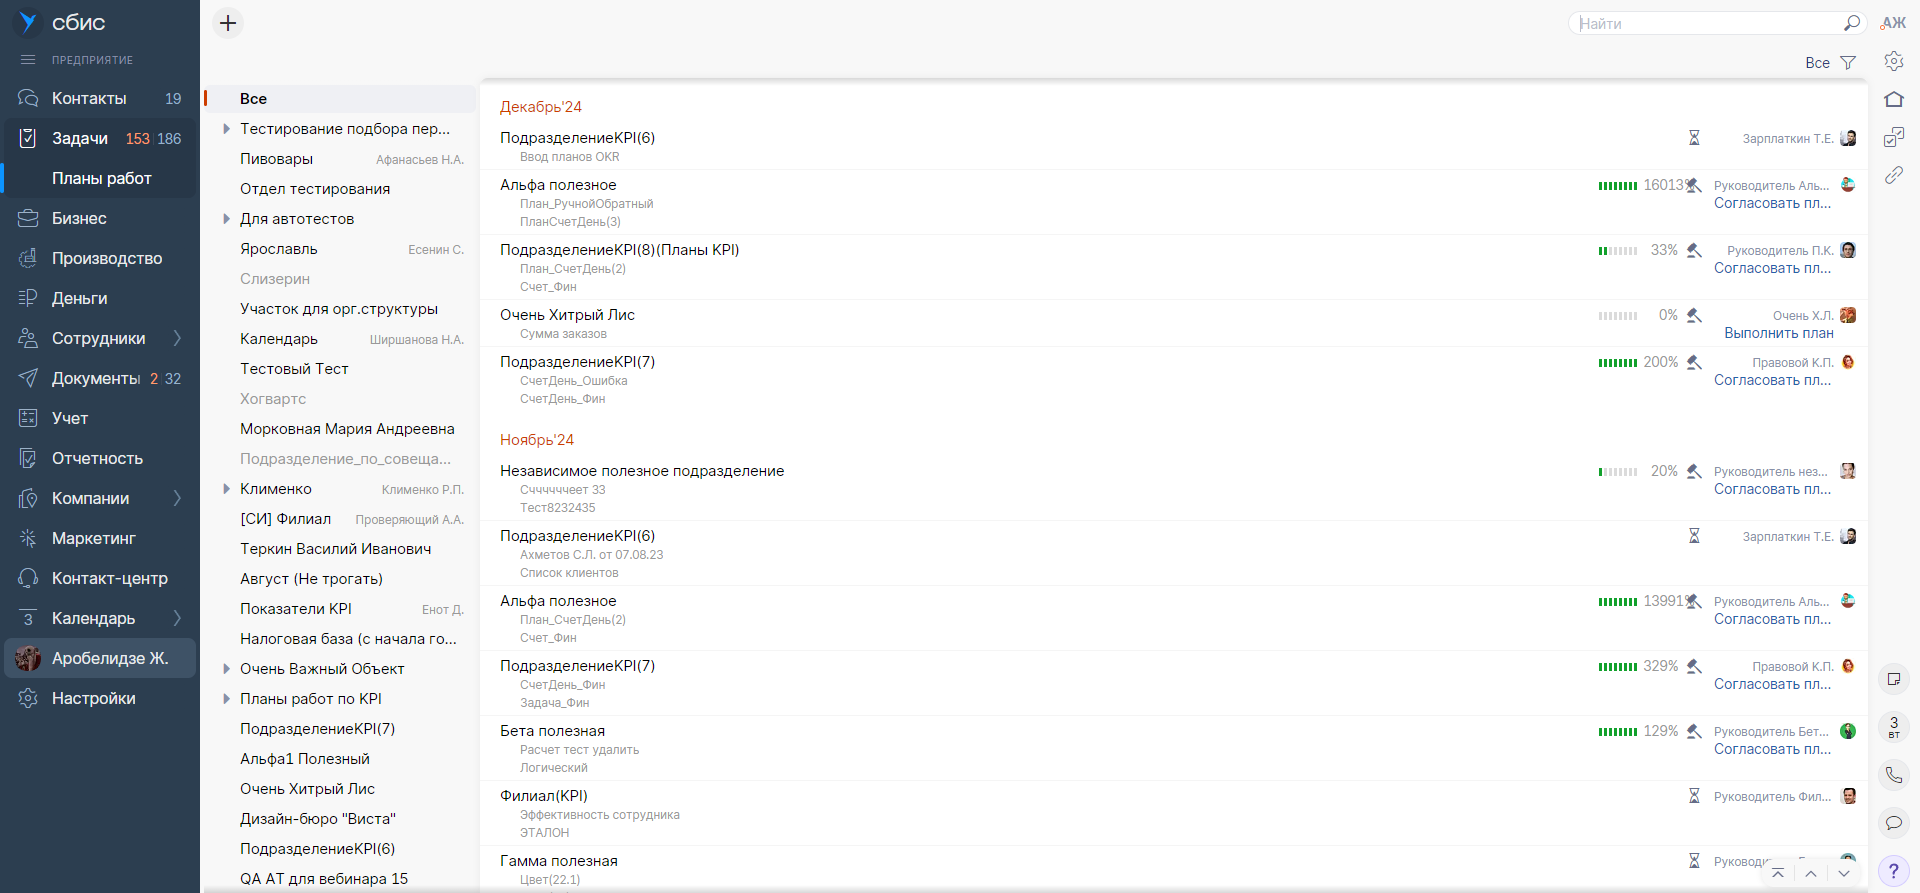 сбис
ПРЕДПРИЯТИЕ
Контакты 19
Задачи 153 186
Планы работ
Бизнес
Производство
Деньги
Сотрудники
Документы 2 32
Учет
Отчетность
Компании
Маркетинг
Контакт-центр
3 Календарь
Аробелидзе Ж.
Настройки
Найти
АЖ
Все
Все
Тестирование подбора пер...
Пивовары Афанасьев Н.А.
Отдел тестирования
Для автотестов
Ярославль Есенин С.
Слизерин
Участок для орг.структуры
Календарь Ширшанова Н.А.
Тестовый Тест
Хогвартс
Морковная Мария Андреевна
Подразделение_по_совеща...
Клименко Клименко Р.П.
[СИ] Филиал Проверяющий А.А.
Теркин Василий Иванович
Август (Не трогать)
Показатели KPI Енот Д.
Налоговая база (с начала го...
Очень Важный Объект
Планы работ по KPI
ПодразделениеKPI(7)
Альфа1 Полезный
Очень Хитрый Лис
Дизайн-бюро "Виста"
ПодразделениеKPI(6)
QA АТ для вебинара 15
Декабрь'24
ПодразделениеKPI(6) Зарплаткин Т.Е.
Ввод планов OKR
Альфа полезное 16013% Руководитель Аль...
План_РучнойОбратный Согласовать пл...
ПланСчетДень(3)
ПодразделениеKPI(8)(Планы KPI) 33% Руководитель П.К.
План_СчетДень(2) Согласовать пл...
Счет_Фин
Очень Хитрый Лис 0% Очень Х.Л.
Сумма заказов Выполнить план
ПодразделениеKPI(7) 200% Правовой К.П.
СчетДень_Ошибка Согласовать пл...
СчетДень_Фин
Ноябрь'24
Независимое полезное подразделение 20% Руководитель нез...
Счччччеет 33 Согласовать пл...
Тест8232435
ПодразделениеKPI(6) Зарплаткин Т.Е.
Ахметов С.Л. от 07.08.23
Список клиентов
Альфа полезное 13991% Руководитель Аль...
План_СчетДень(2) Согласовать пл...
Счет_Фин
ПодразделениеKPI(7) 329% Правовой К.П.
СчетДень_Фин Согласовать пл...
Задача_Фин
Бета полезная 129% Руководитель Бет...
Расчет тест удалить Согласовать пл...
Логический
Филиал(KPI) Руководитель Фил...
Эффективность сотрудника
ЭТАЛОН
Гамма полезная
Цвет(22.1)
3
ВТ
?